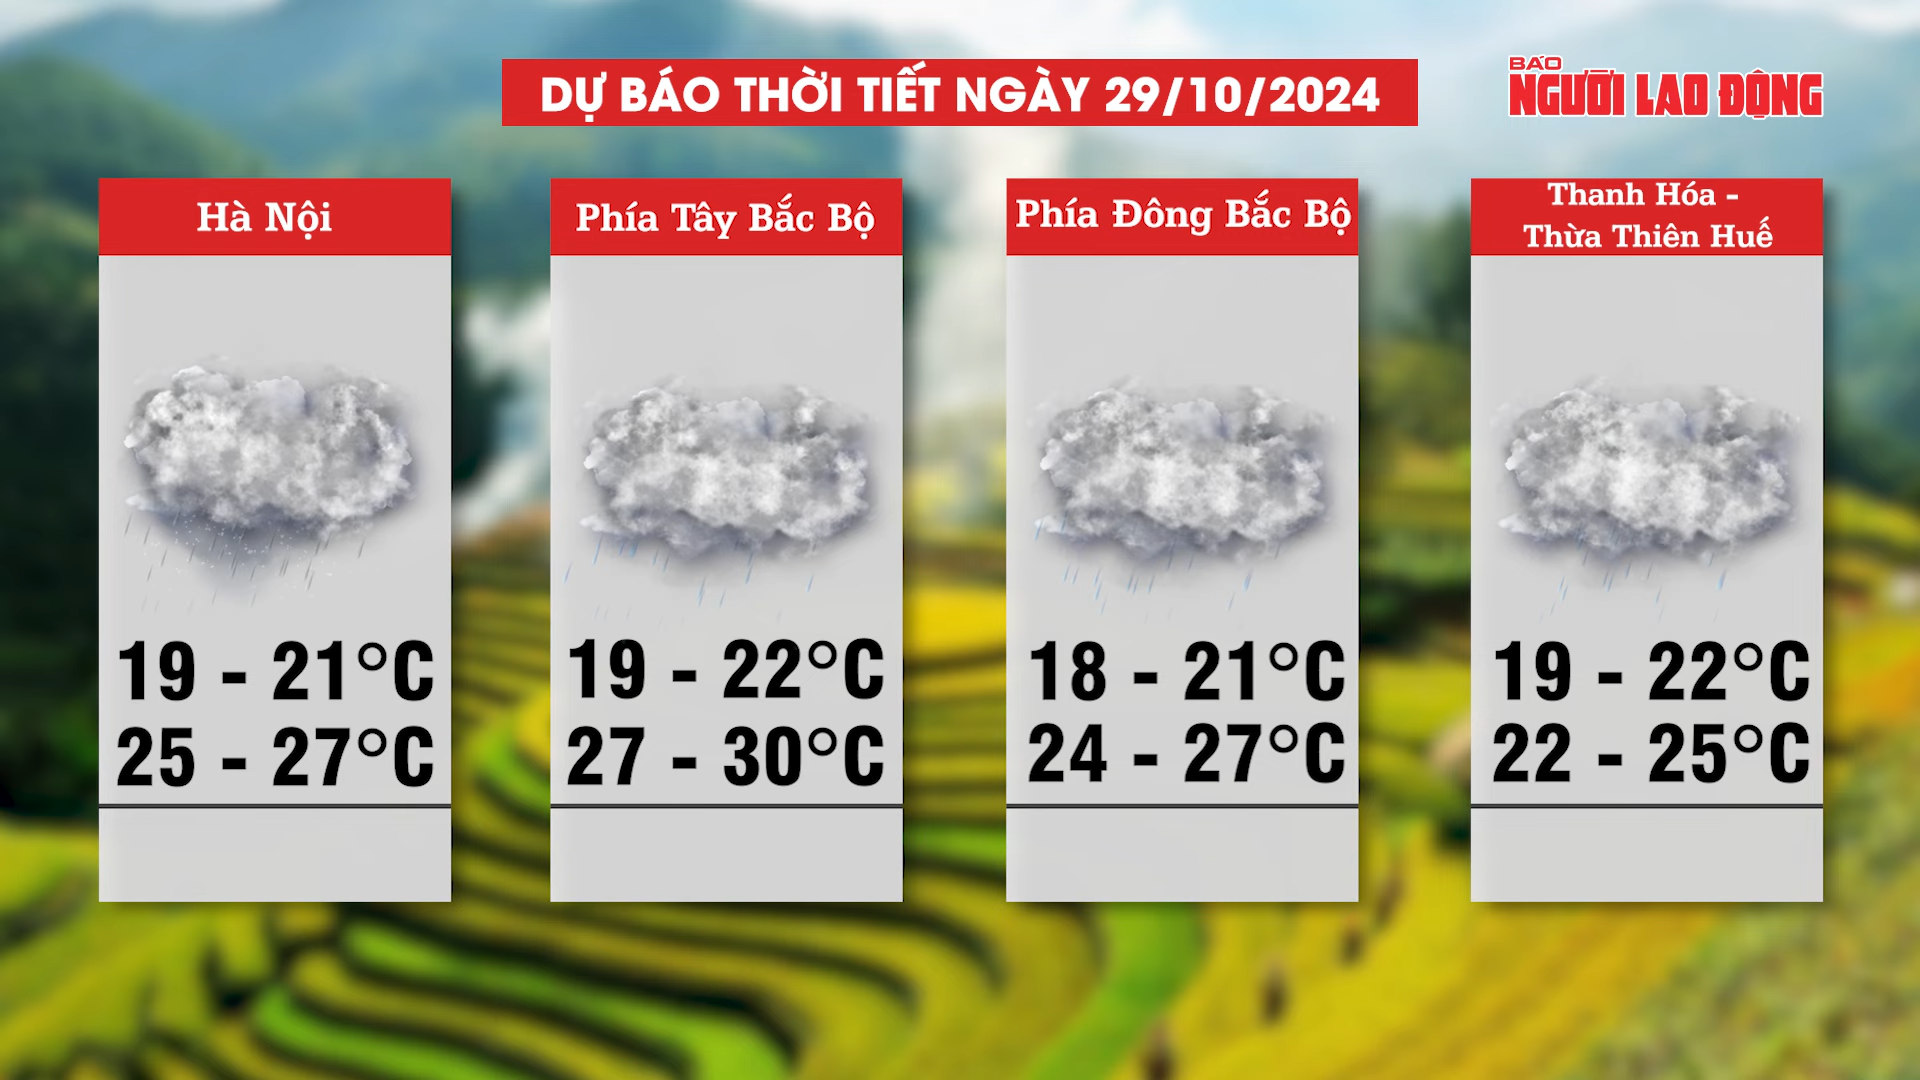 DỰ BÁO THỜI TIẾT NGÀY 29/10/2024
BÁO
NGƯỜI LAO ĐỘNG
Hà Nội
19 - 21°C
25 - 27°C
Phía Tây Bắc Bộ
19 - 22°C
27 - 30°C
Phía Đông Bắc Bộ
18 - 21°C
24 - 27°C
Thanh Hóa -
Thừa Thiên Huế
19 - 22°C
22 - 25°C